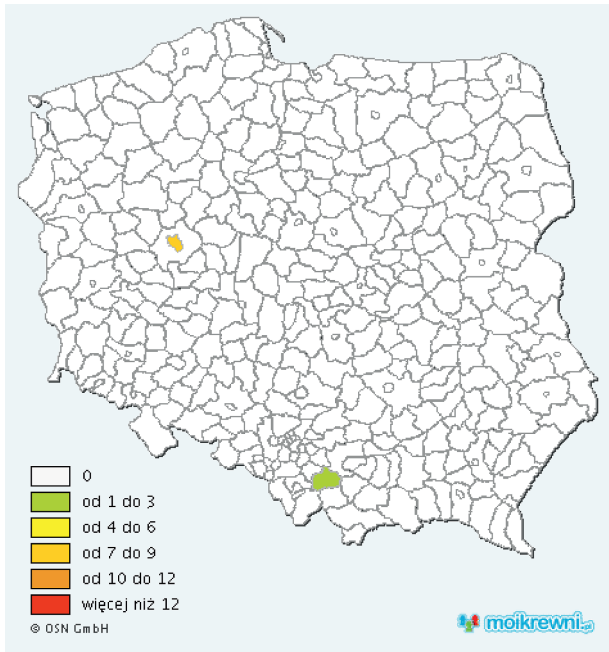 0
od 1 do 3
od 4 do 6
od 7 do 9
od 10 do 12
więcej niż 12
© OSN GmbH
moikrewni.pl